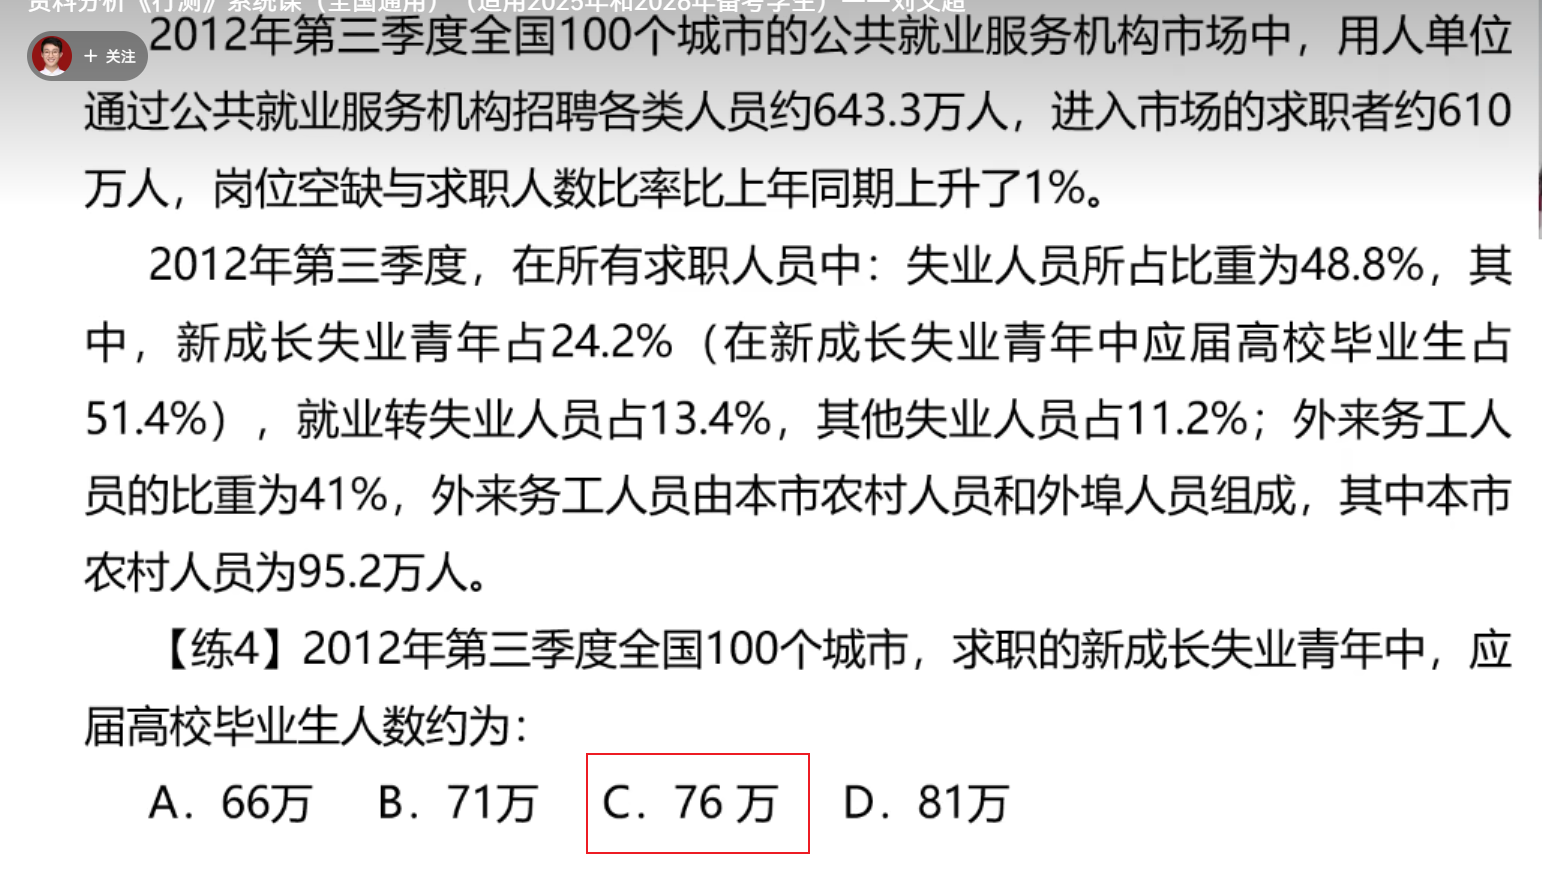 资料分析《行测》系统课（全国通用）（适用2025年和2026年备考学生）——刘文超
2012年第三季度全国100个城市的公共就业服务机构市场中，用人单位
+ 关注
通过公共就业服务机构招聘各类人员约643.3万人，进入市场的求职者约610
万人，岗位空缺与求职人数比率比上年同期上升了1%。
2012年第三季度，在所有求职人员中：失业人员所占比重为48.8%，其
中，新成长失业青年占24.2%（在新成长失业青年中应届高校毕业生占
51.4%），就业转失业人员占13.4%，其他失业人员占11.2%；外来务工人
员的比重为41%，外来务工人员由本市农村人员和外埠人员组成，其中本市
农村人员为95.2万人。
【练4】2012年第三季度全国100个城市，求职的新成长失业青年中，应
届高校毕业生人数约为：
A．66万 B．71万 C．76 万 D．81万